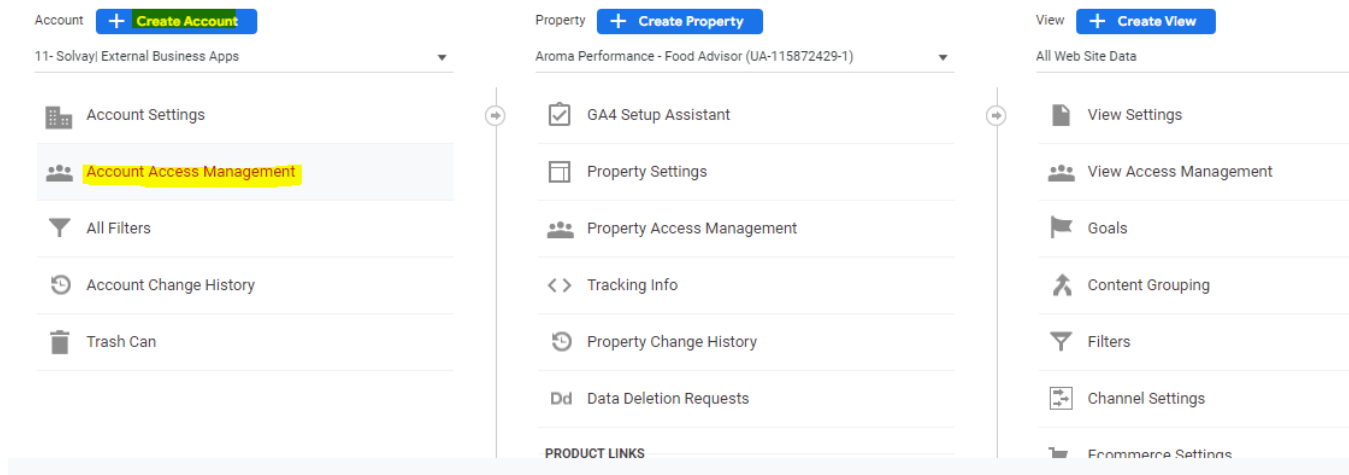 Account + Create Account
11- Solvay| External Business Apps
Account Settings
Account Access Management
All Filters
Account Change History
Trash Can
Property + Create Property
Aroma Performance - Food Advisor (UA-115872429-1)
GA4 Setup Assistant
Property Settings
Property Access Management
<> Tracking Info
Property Change History
Dd Data Deletion Requests
PRODUCT LINKS
View + Create View
All Web Site Data
View Settings
View Access Management
Goals
Content Grouping
Filters
Channel Settings
Ecommerce Settings